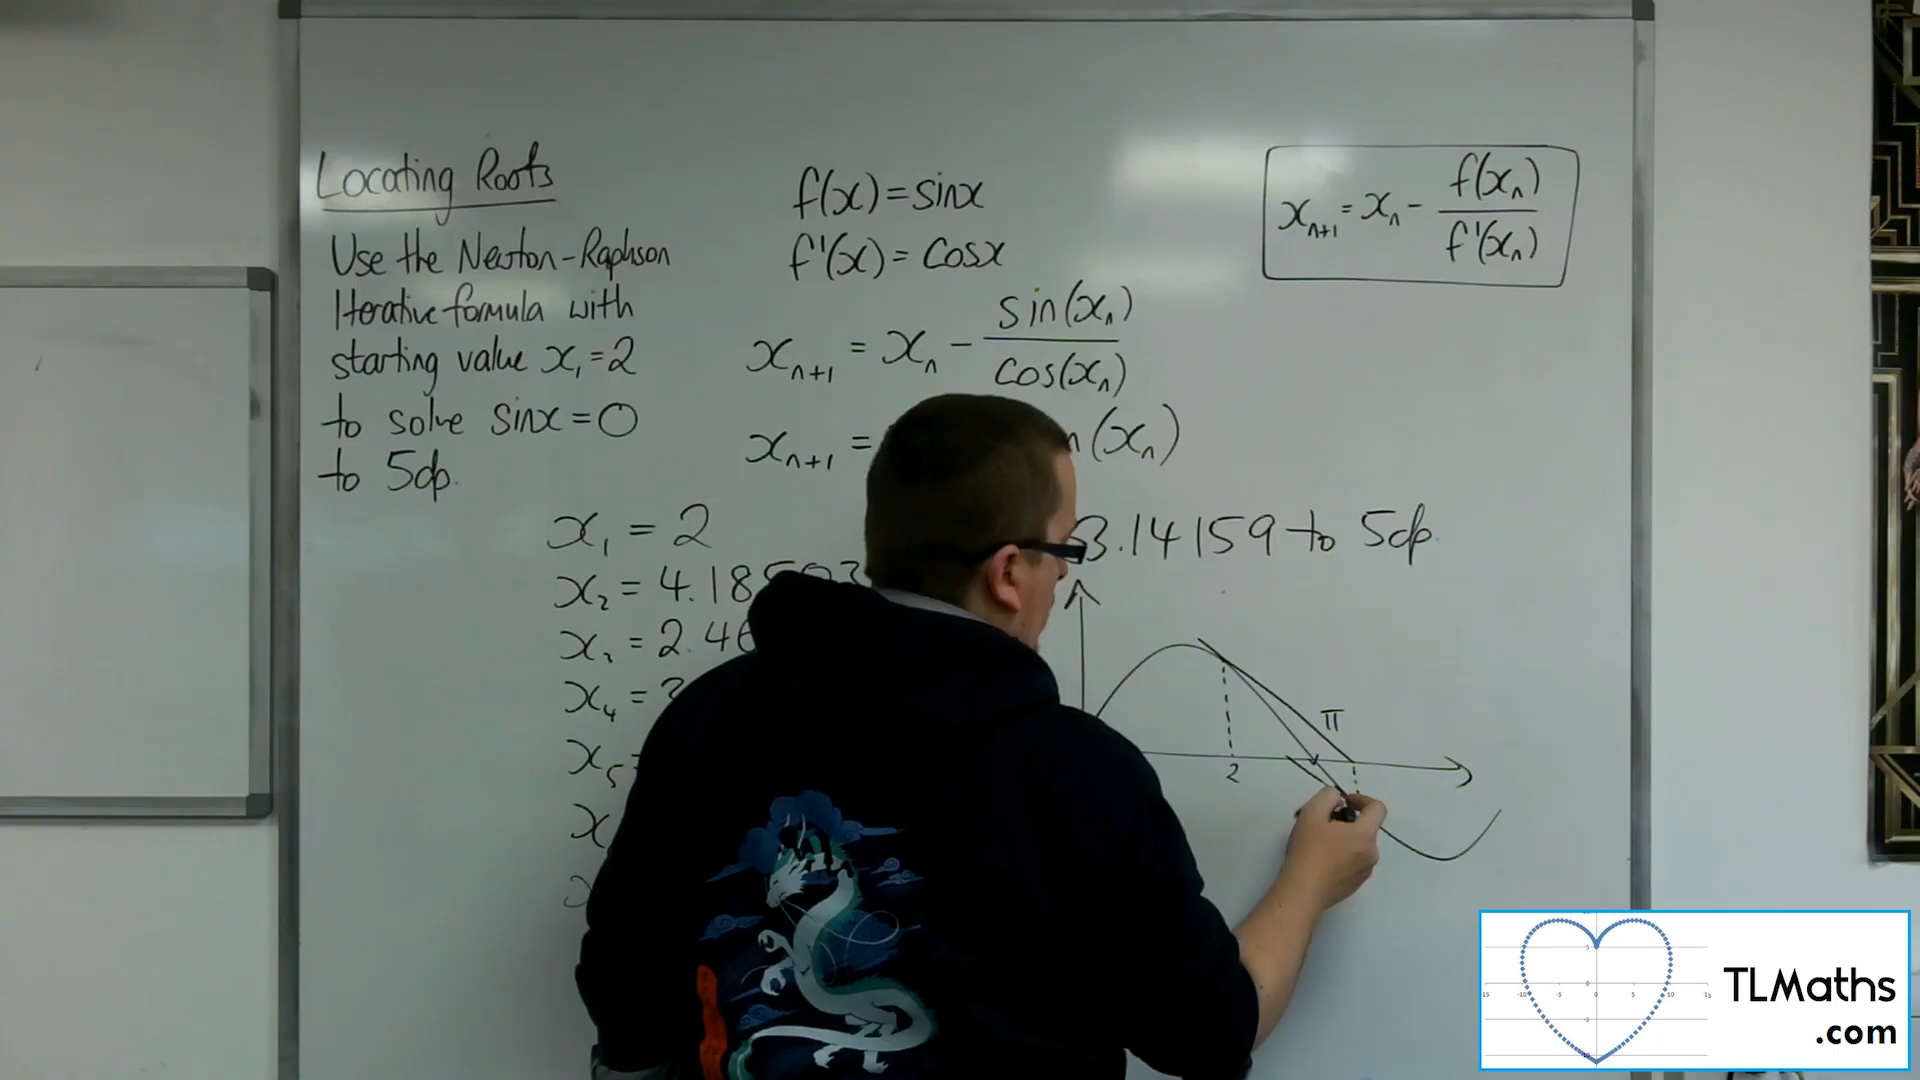 Locating Roots
Use the Newton-Raphson
Iterative formula with
starting value x₁ = 2
to solve sinx = 0
to 5dp.
f(x) = sinx
f'(x) = cosx
xₙ₊₁ = xₙ - sin(xₙ)/cos(xₙ)
xₙ₊₁ = (xₙ)
xₙ₊₁ = xₙ - f(xₙ)/f'(xₙ)
x₁ = 2
x₂ = 4.18503
x₃ = 2.46
x₄ =
x₅ =
x
3.14159 to 5dp.
π
2
TLMaths
.com